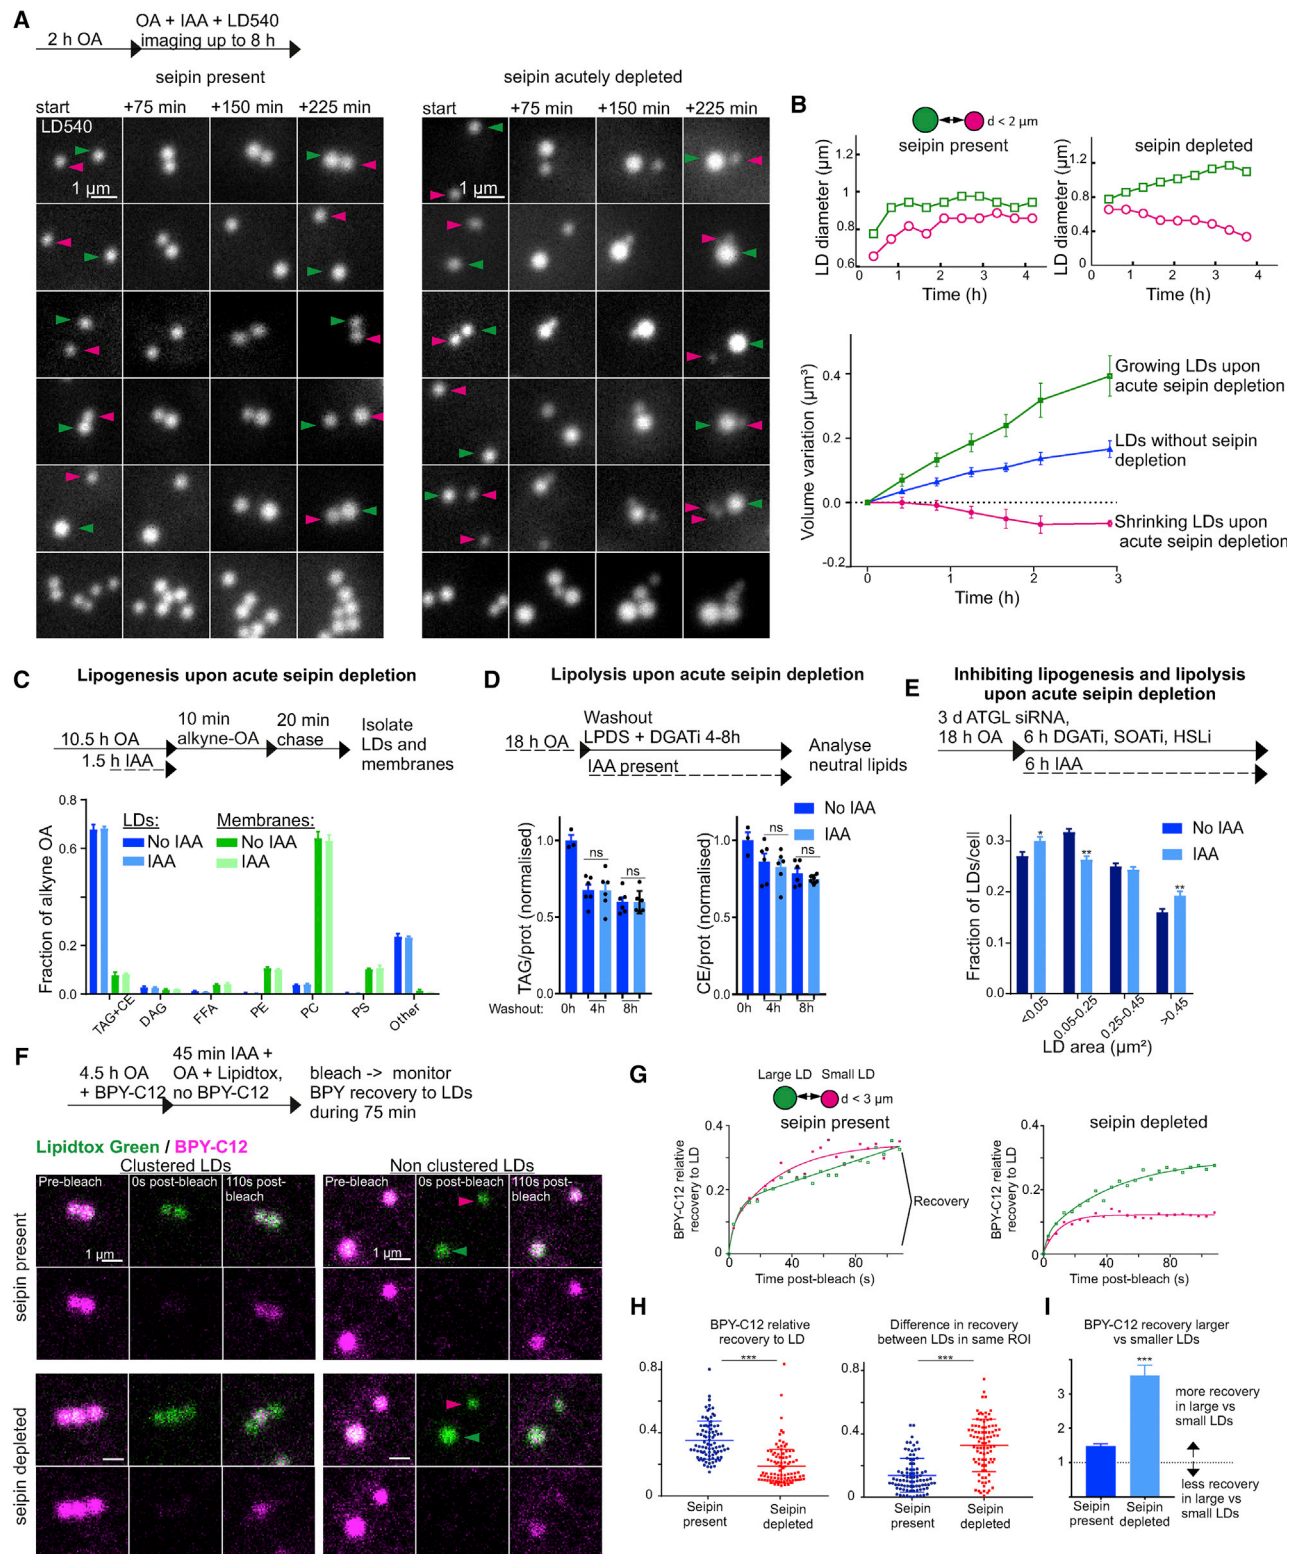 A
2 h OA
OA + IAA + LD540
imaging up to 8 h
seipin present
start
+75 min
+150 min
+225 min
LD540
1 µm
seipin acutely depleted
start
+75 min
+150 min
+225 min
1 µm
B
d < 2 µm
seipin present
LD diameter (µm)
1.2
1
0.8
0.6
0
1
2
3
4
Time (h)
seipin depleted
LD diameter (µm)
1.2
0.8
0.4
0
0
1
2
3
4
Time (h)
Volume variation (µm³)
0.4
0.2
0.0
-0.2
0
1
2
3
Time (h)
Growing LDs upon
acute seipin depletion
LDs without seipin
depletion
Shrinking LDs upon
acute seipin depletion
C
Lipogenesis upon acute seipin depletion
10.5 h OA
1.5 h IAA
10 min
alkyne-OA
20 min
chase
Isolate
LDs and
membranes
Fraction of alkyne OA
0.8
0.6
0.2
0.0
LDs:
No IAA
IAA
Membranes:
No IAA
IAA
TAG+CE
DAG
FFA
PE
PC
PS
Other
D
Lipolysis upon acute seipin depletion
18 h OA
Washout
LPDS + DGATi 4-8h
IAA present
Analyse
neutral lipids
No IAA
IAA
TAG/prot (normalised)
1.0
0.5
0.0
ns
ns
Washout:
0h
4h
8h
CE/prot (normalised)
1.0
0.5
0.0
ns
ns
0h
4h
8h
E
Inhibiting lipogenesis and lipolysis
upon acute seipin depletion
3 d ATGL siRNA,
18 h OA
6 h DGATi, SOATi, HSLi
6 h IAA
No IAA
IAA
Fraction of LDs/cell
0.3
0.2
0.1
0.0
*
**
**
<0.05
0.05-0.25
0.25-0.45
>0.45
LD area (µm²)
F
4.5 h OA
+ BPY-C12
45 min IAA +
OA + Lipidtox,
no BPY-C12
bleach -> monitor
BPY recovery to LDs
during 75 min
Lipidtox Green / BPY-C12
Clustered LDs
Non clustered LDs
Pre-bleach
0s post-bleach
110s post-
bleach
Pre-bleach
0s post-bleach
110s post-
bleach
seipin present
1 µm
1 µm
seipin depleted
G
Large LD
Small LD
d < 3 µm
seipin present
BPY-C12 relative
recovery to LD
0.4
0.2
0
40
80
Time post-bleach (s)
Recovery
seipin depleted
BPY-C12 relative
recovery to LD
0.4
0.2
0
40
80
Time post-bleach (s)
H
BPY-C12 relative
recovery to LD
***
0.8
0.4
0
Seipin
present
Seipin
depleted
Difference in recovery
between LDs in same ROI
***
0.8
0.4
0
Seipin
present
Seipin
depleted
I
BPY-C12 recovery larger
vs smaller LDs
***
3
2
1
more recovery
in large vs
small LDs
less recovery
in large vs
small LDs
Seipin
present
Seipin
depleted